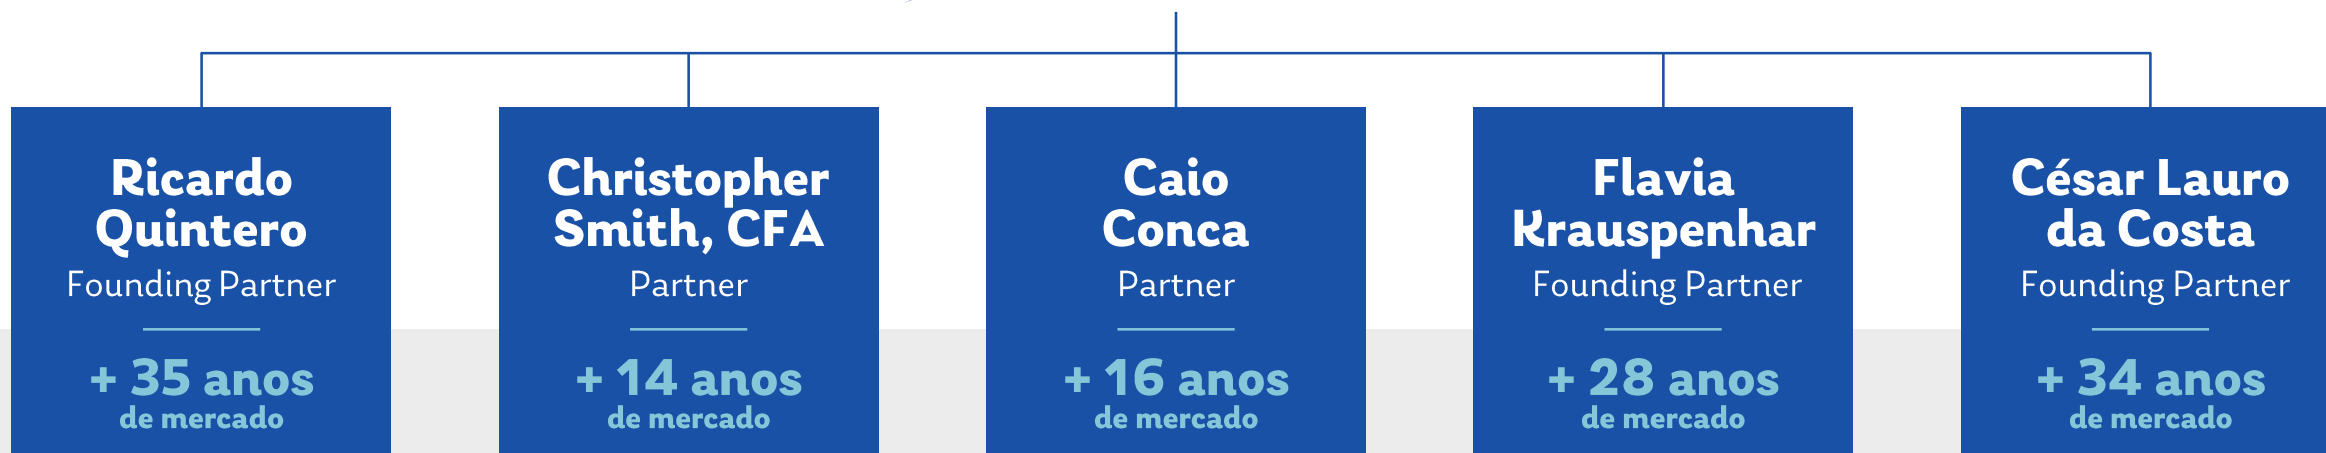 Ricardo
Quintero
Founding Partner
+ 35 anos
de mercado
Christopher
Smith, CFA
Partner
+ 14 anos
de mercado
Caio
Conca
Partner
+ 16 anos
de mercado
Flavia
Krauspenhar
Founding Partner
+ 28 anos
de mercado
César Lauro
da Costa
Founding Partner
+ 34 anos
de mercado